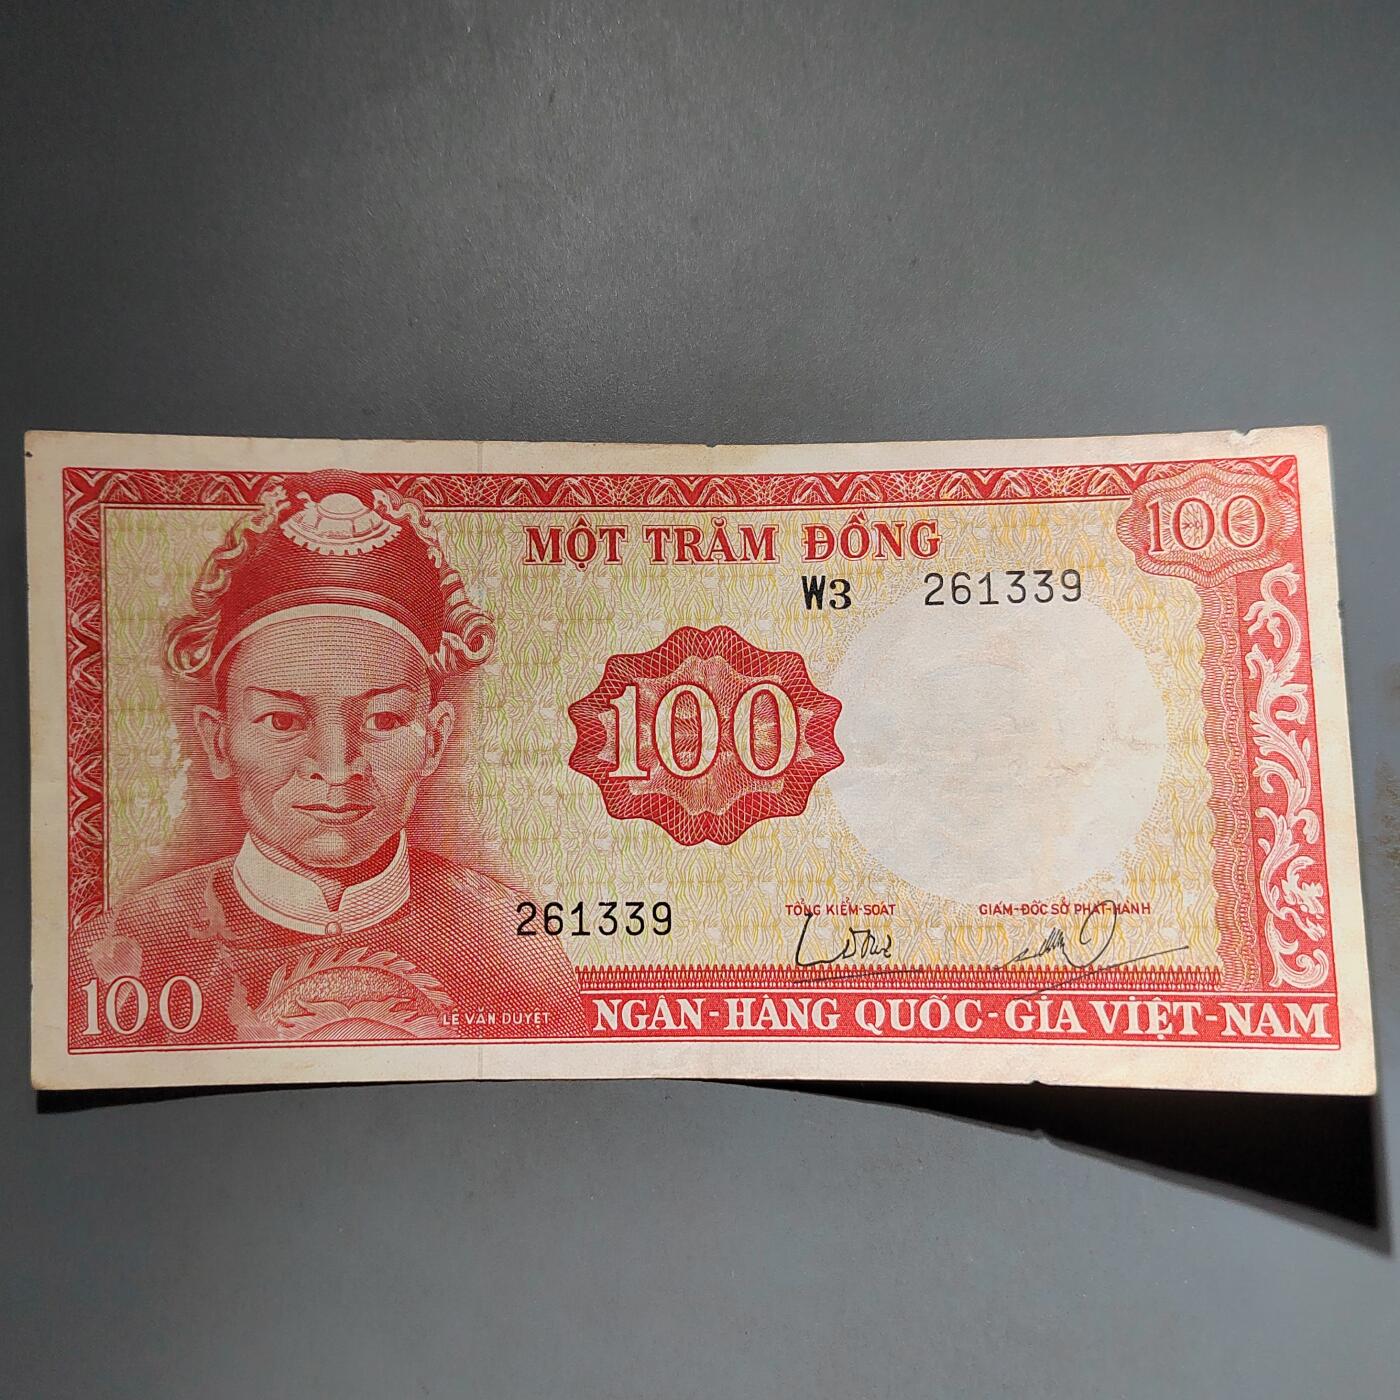 100
MỘT TRĂM ĐỒNG
W3 261339
100
261339
TỔNG KIỂM-SOÁT
GIÁM-ĐỐC SỞ PHÁT-HÀNH
100
LE VĂN DUYỆT
NGÂN-HÀNG QUỐC-GIA VIỆT-NAM